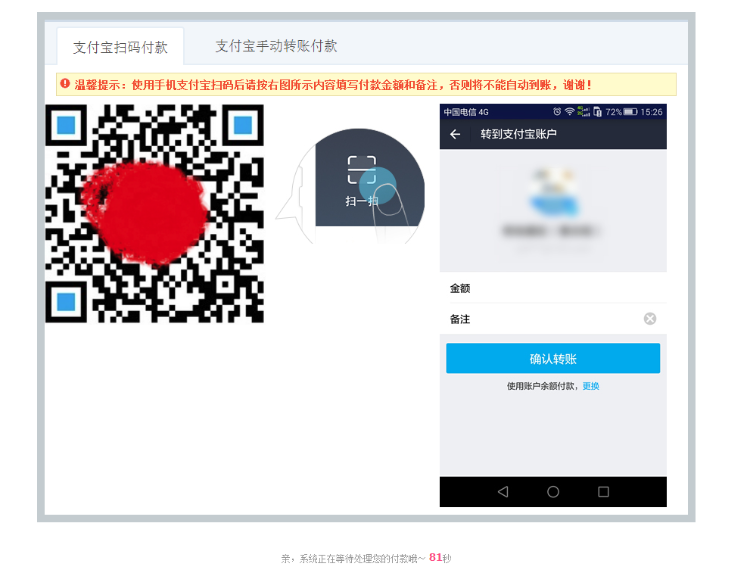 支付宝扫码付款
支付宝手动转账付款
温馨提示：使用手机支付宝扫码后请按右图所示内容填写付款金额和备注，否则将不能自动到账，谢谢！
中国电信 4G
72% 15:26
转到支付宝账户
扫一扫
金额
备注
确认转账
使用账户余额付款，更换
亲，系统正在等待处理您的付款哦～ 81秒